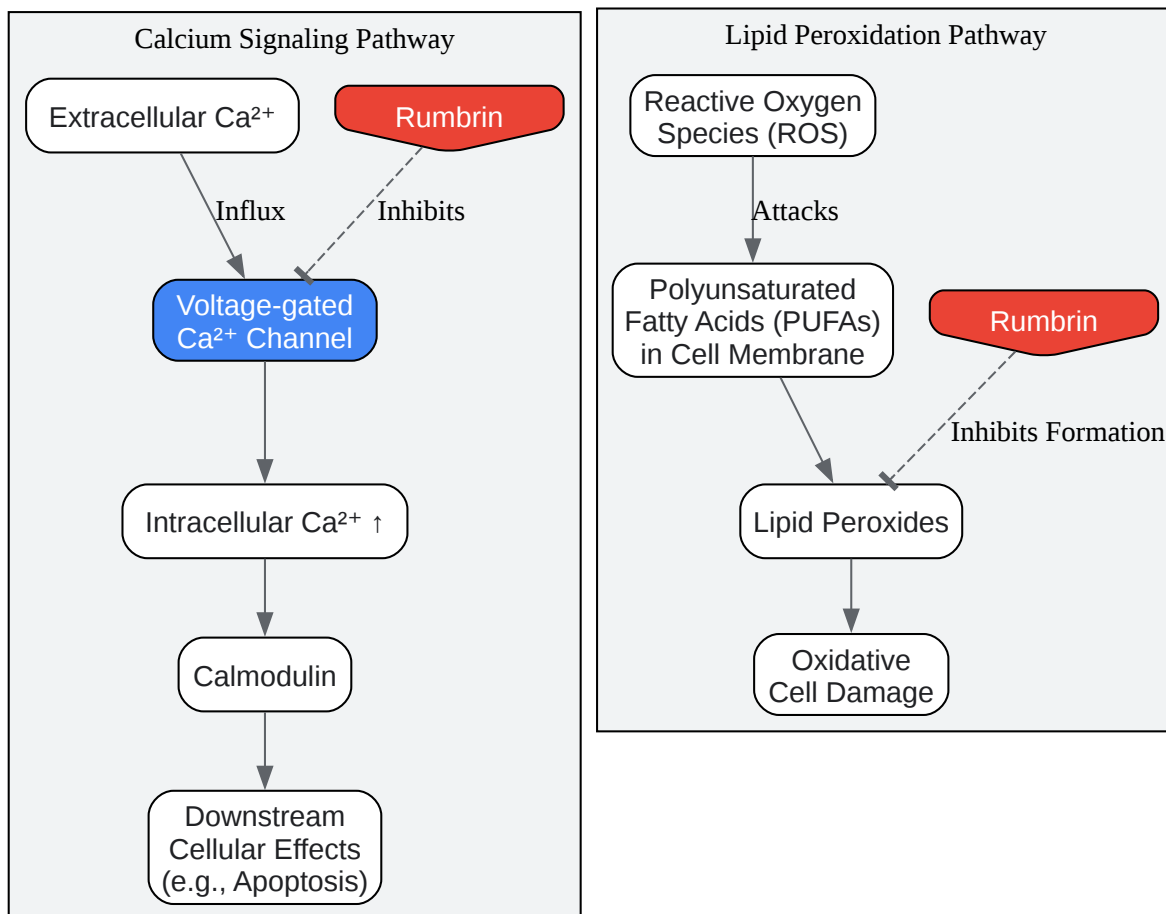 Calcium Signaling Pathway
Extracellular Ca²⁺
Rumbrin
Influx
Inhibits
Voltage-gated
Ca²⁺ Channel
Intracellular Ca²⁺ ↑
Calmodulin
Downstream
Cellular Effects
(e.g., Apoptosis)
Lipid Peroxidation Pathway
Reactive Oxygen
Species (ROS)
Attacks
Polyunsaturated
Fatty Acids (PUFAs)
in Cell Membrane
Rumbrin
Inhibits Formation
Lipid Peroxides
Oxidative
Cell Damage